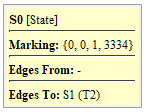 S0 [State]
Marking: {0, 0, 1, 3334}
Edges From: -
Edges To: S1 (T2)